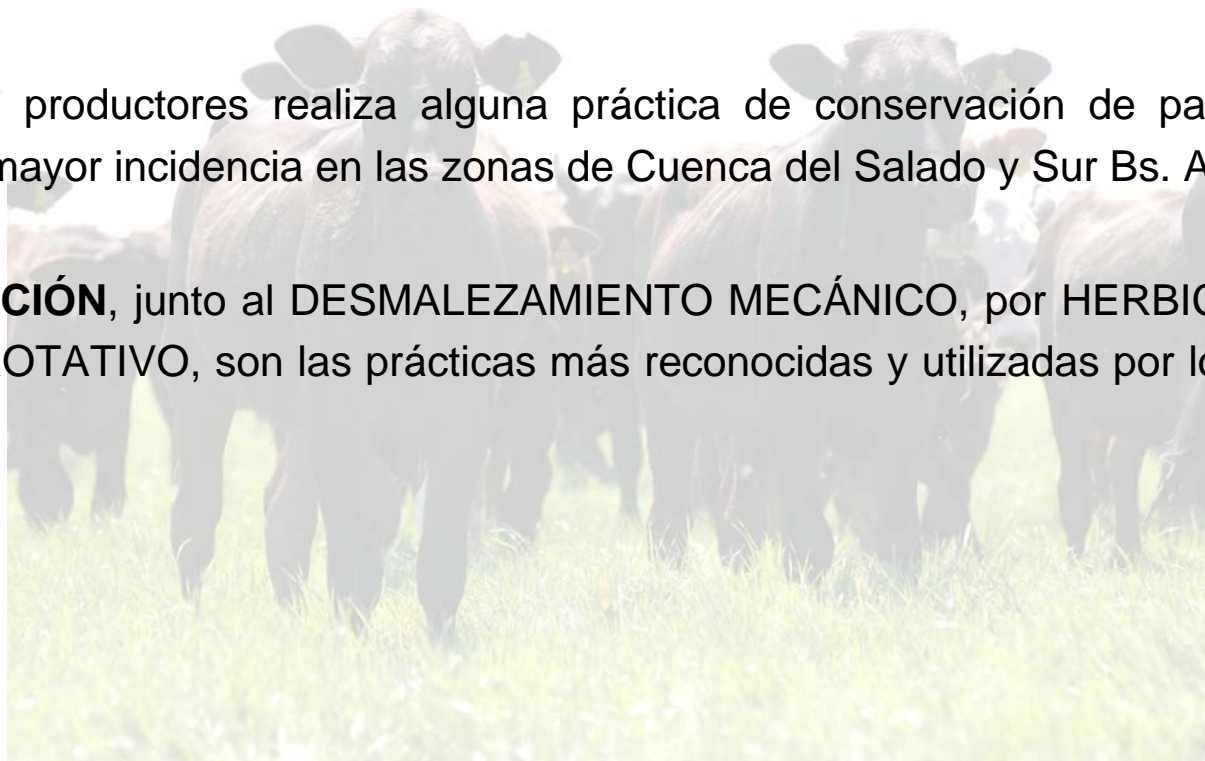 productores realiza alguna práctica de conservación de pa
mayor incidencia en las zonas de Cuenca del Salado y Sur Bs. A
CIÓN, junto al DESMALEZAMIENTO MECÁNICO, por HERBIC
ROTATIVO, son las prácticas más reconocidas y utilizadas por lo